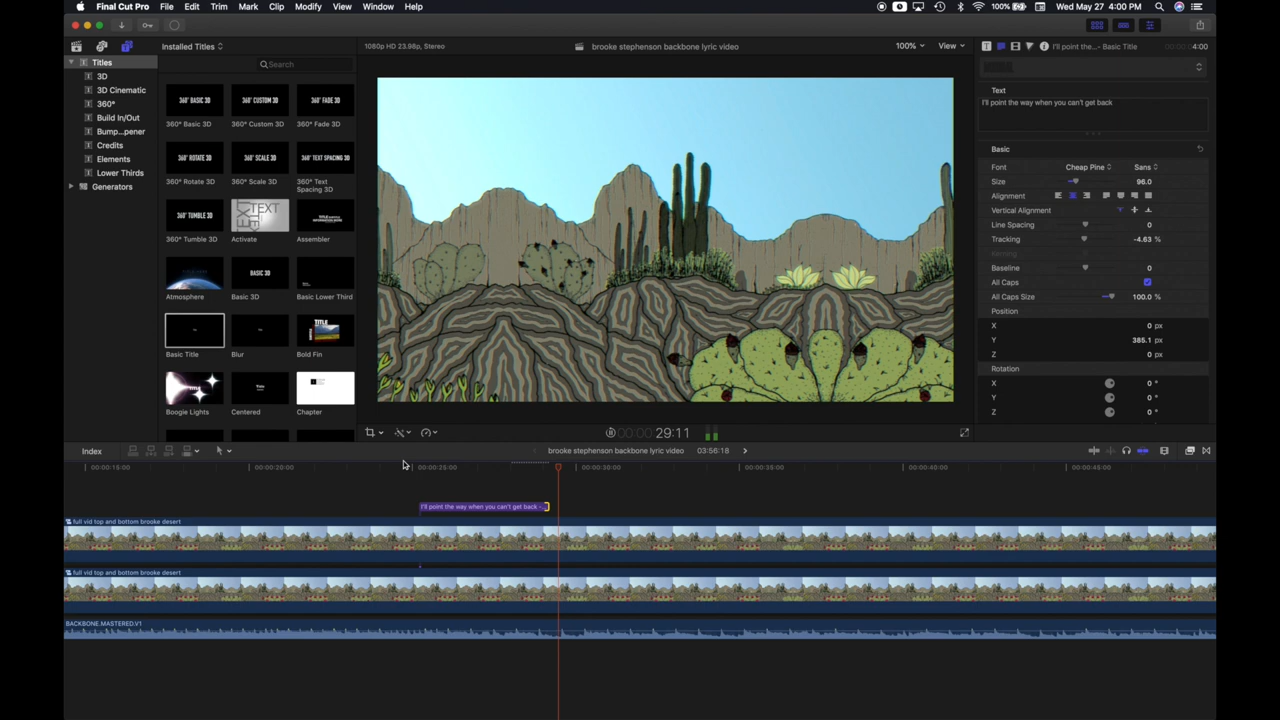 Final Cut Pro File Edit Trim Mark Clip Modify View Window Help 100% Wed May 27 4:00 PM
Installed Titles 1080p HD 23.98p, Stereo brooke stephenson backbone lyric video 100% View I'll point the... - Basic Title 4:00
Titles
3D
3D Cinematic
360°
Build In/Out
Bump...pener
Credits
Elements
Lower Thirds
Generators
Search
360° BASIC 3D 360° CUSTOM 3D 360° FADE 3D
360° Basic 3D 360° Custom 3D 360° Fade 3D
360° ROTATE 3D 360° SCALE 3D 360° TEXT SPACING 3D
360° Rotate 3D 360° Scale 3D 360° Text Spacing 3D
360° TUMBLE 3D TEXT TITLE
360° Tumble 3D Activate Assembler
BASIC 3D
Atmosphere Basic 3D Basic Lower Third
TITLE
Basic Title Blur Bold Fin
Boogie Lights Centered Chapter
Text
I'll point the way when you can't get back
Basic
Font Cheap Pine Sans
Size 96.0
Alignment
Vertical Alignment
Line Spacing 0
Tracking -4.63 %
Kerning
Baseline 0
All Caps
All Caps Size 100.0 %
Position
X 0 px
Y 385.1 px
Z 0 px
Rotation
X 0 °
Y 0 °
Z 0 °
00:00:00:29:11
Index brooke stephenson backbone lyric video 03:56:18
00:00:15:00 00:00:20:00 00:00:25:00 00:00:30:00 00:00:35:00 00:00:40:00 00:00:45:00
I'll point the way when you can't get back -...
full vid top and bottom brooke desert
full vid top and bottom brooke desert
BACKBONE.MASTERED.V1